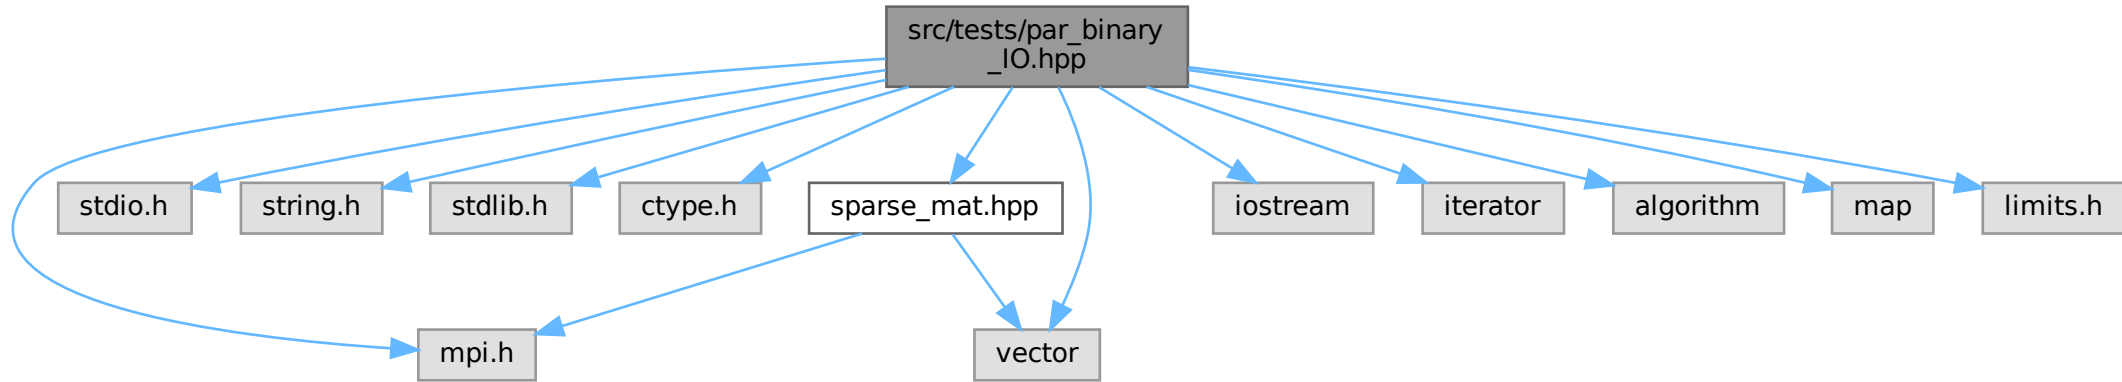 src/tests/par_binary
_IO.hpp
stdio.h
string.h
stdlib.h
ctype.h
sparse_mat.hpp
iostream
iterator
algorithm
map
limits.h
mpi.h
vector